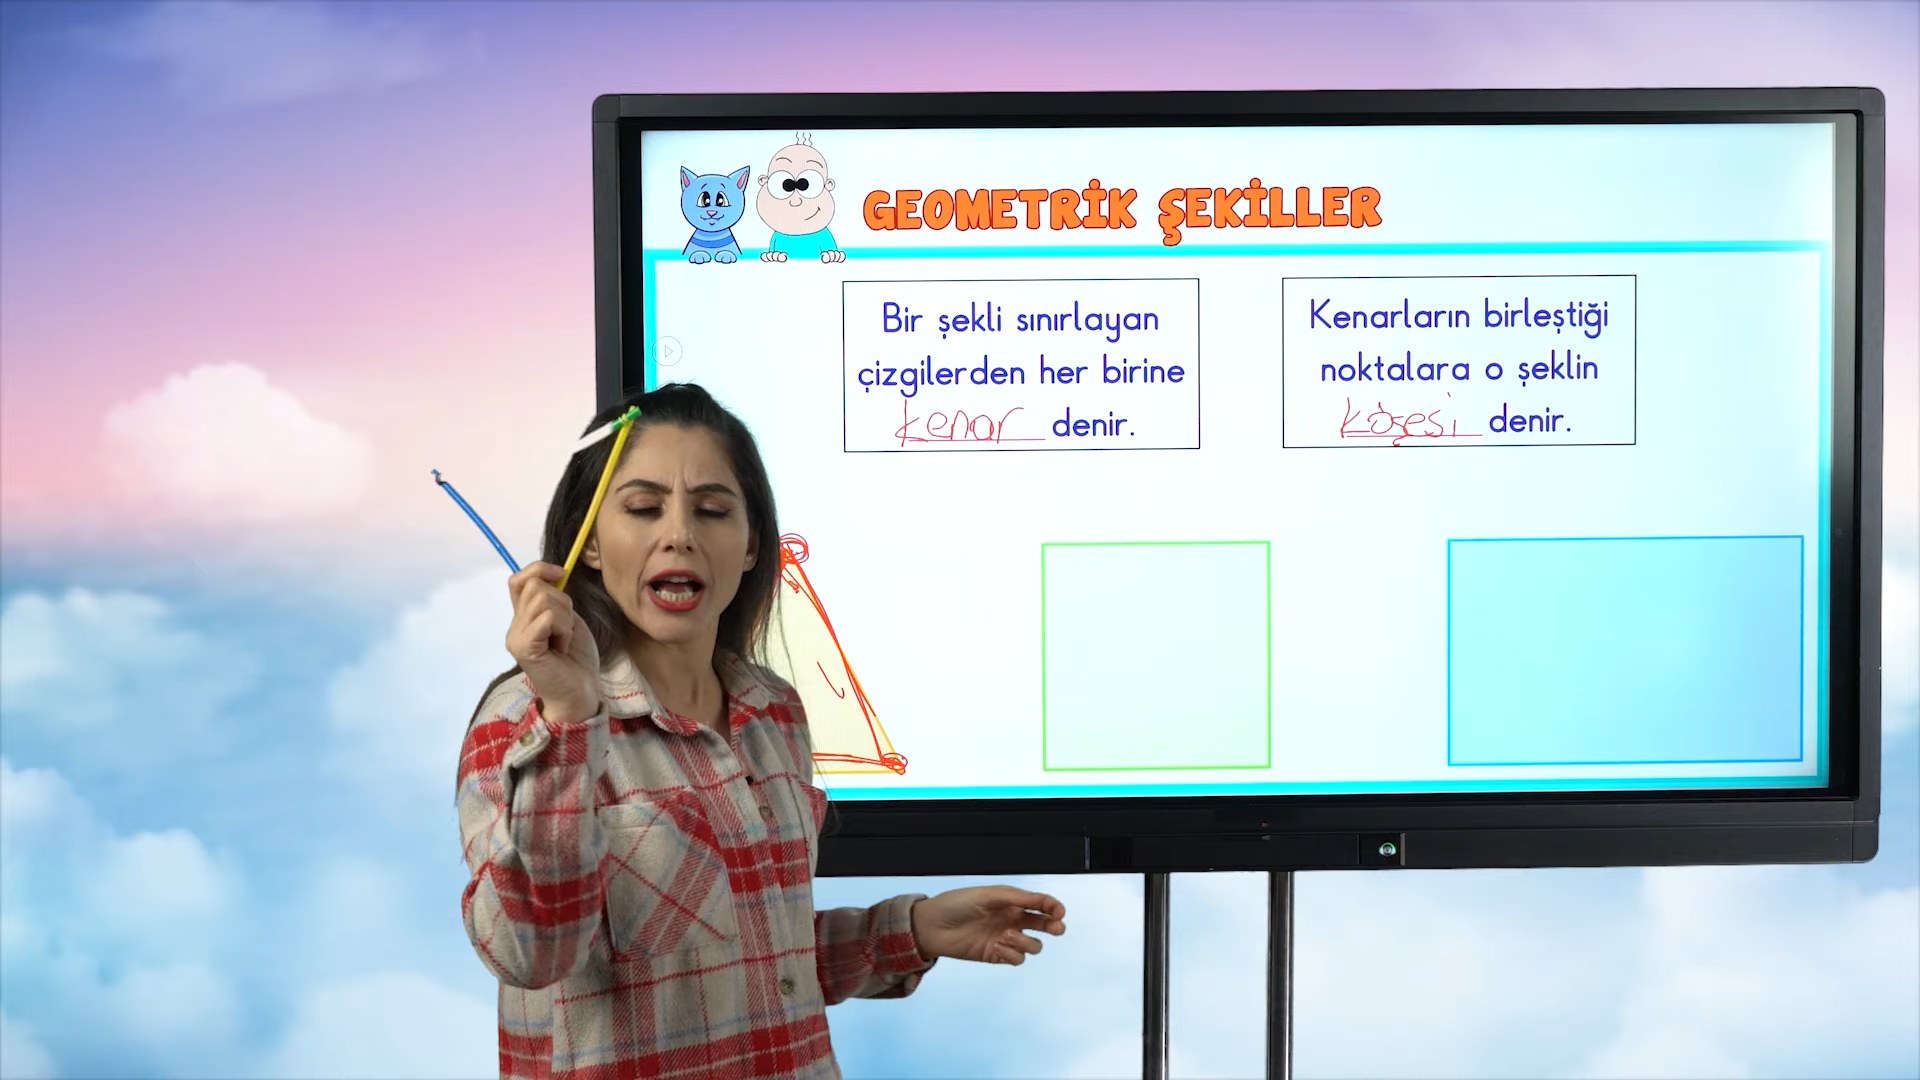 GEOMETRİK ŞEKİLLER
Bir şekli sınırlayan
çizgilerden her birine
kenar denir.
Kenarların birleştiği
noktalara o şeklin
köşesi denir.